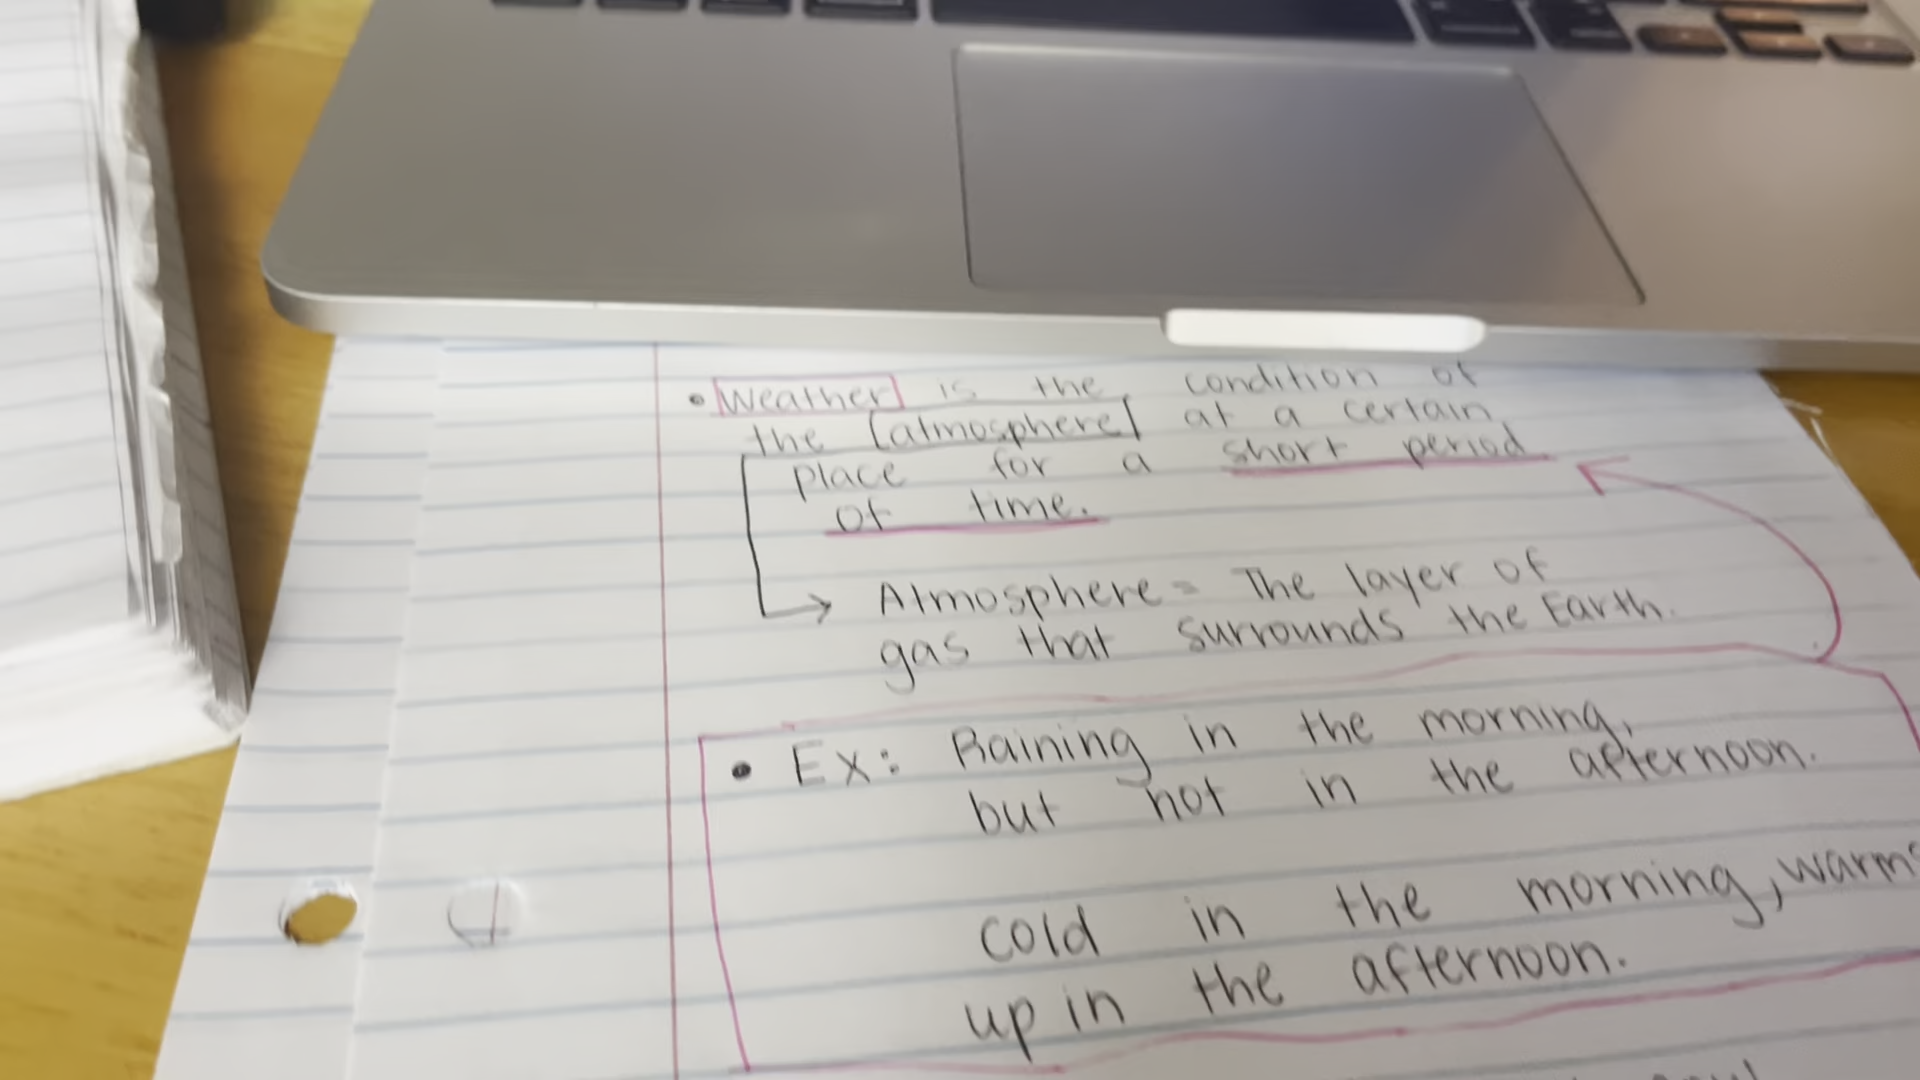 • Weather is the condition of
the [atmosphere] at a certain
place for a short period
of time.
→ Atmosphere = The layer of
gas that surrounds the Earth.
• Ex: Raining in the morning,
but not in the afternoon.
cold in the morning, warms
up in the afternoon.